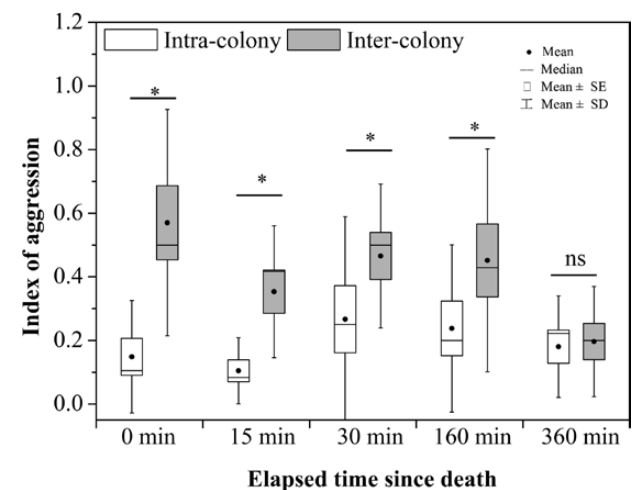 1.2
Intra-colony Inter-colony
• Mean
— Median
Mean ± SE
Mean ± SD
1.0
*
0.8
*
*
*
0.6
ns
0.4
0.2
0.0
Index of aggression
0 min 15 min 30 min 160 min 360 min
Elapsed time since death